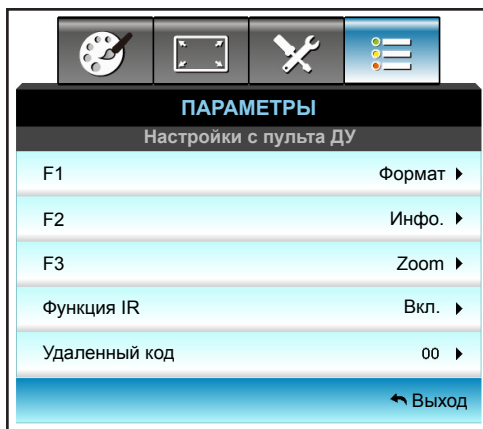 ПАРАМЕТРЫ
Настройки с пульта ДУ
F1 Формат
F2 Инфо.
F3 Zoom
Функция IR Вкл.
Удаленный код 00
Выход